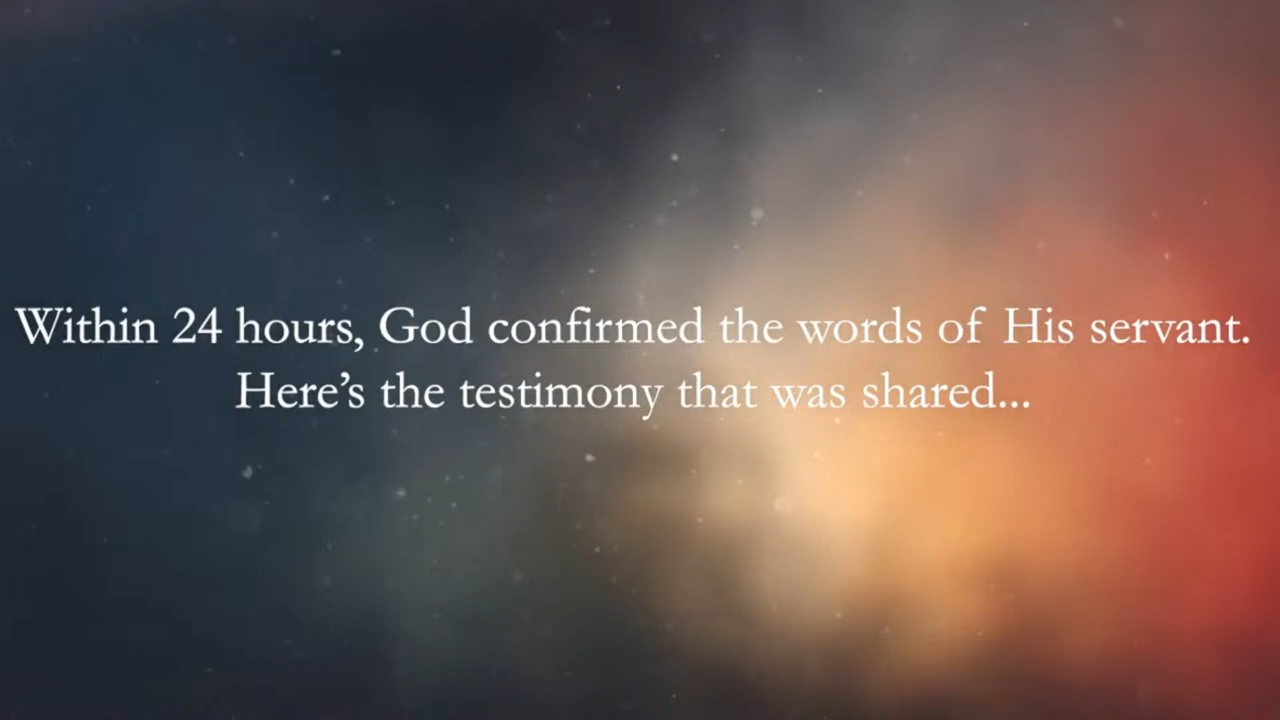 Within 24 hours, God confirmed the words of His servant.
Here’s the testimony that was shared...